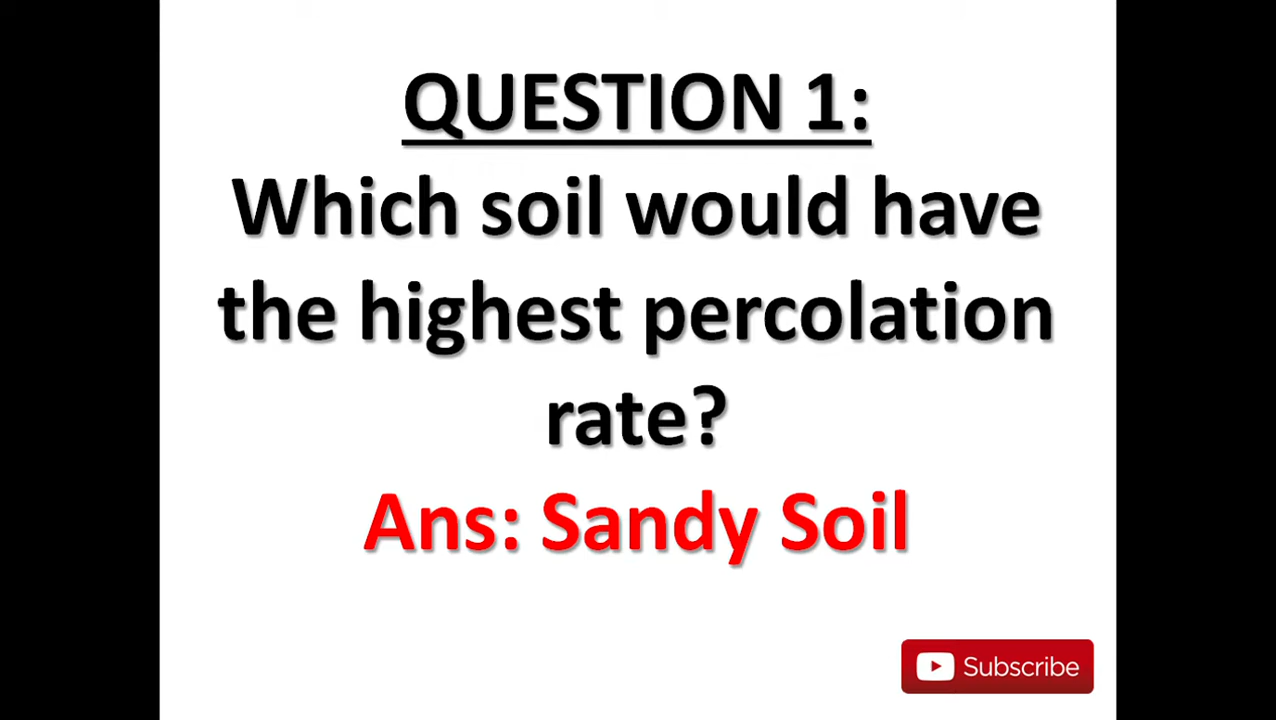 QUESTION 1:
Which soil would have
the highest percolation
rate?
Ans: Sandy Soil
Subscribe